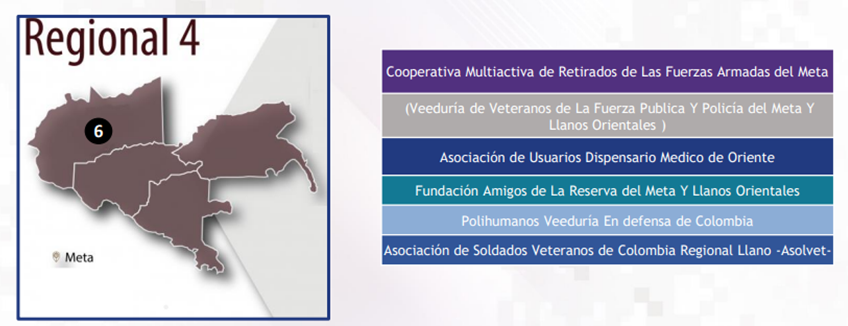 Regional 4
6
Meta
Cooperativa Multiactiva de Retirados de Las Fuerzas Armadas del Meta
(Veeduría de Veteranos de La Fuerza Publica Y Policía del Meta Y
Llanos Orientales )
Asociación de Usuarios Dispensario Medico de Oriente
Fundación Amigos de La Reserva del Meta Y Llanos Orientales
Polihumanos Veeduría En defensa de Colombia
Asociación de Soldados Veteranos de Colombia Regional Llano -Asolvet-